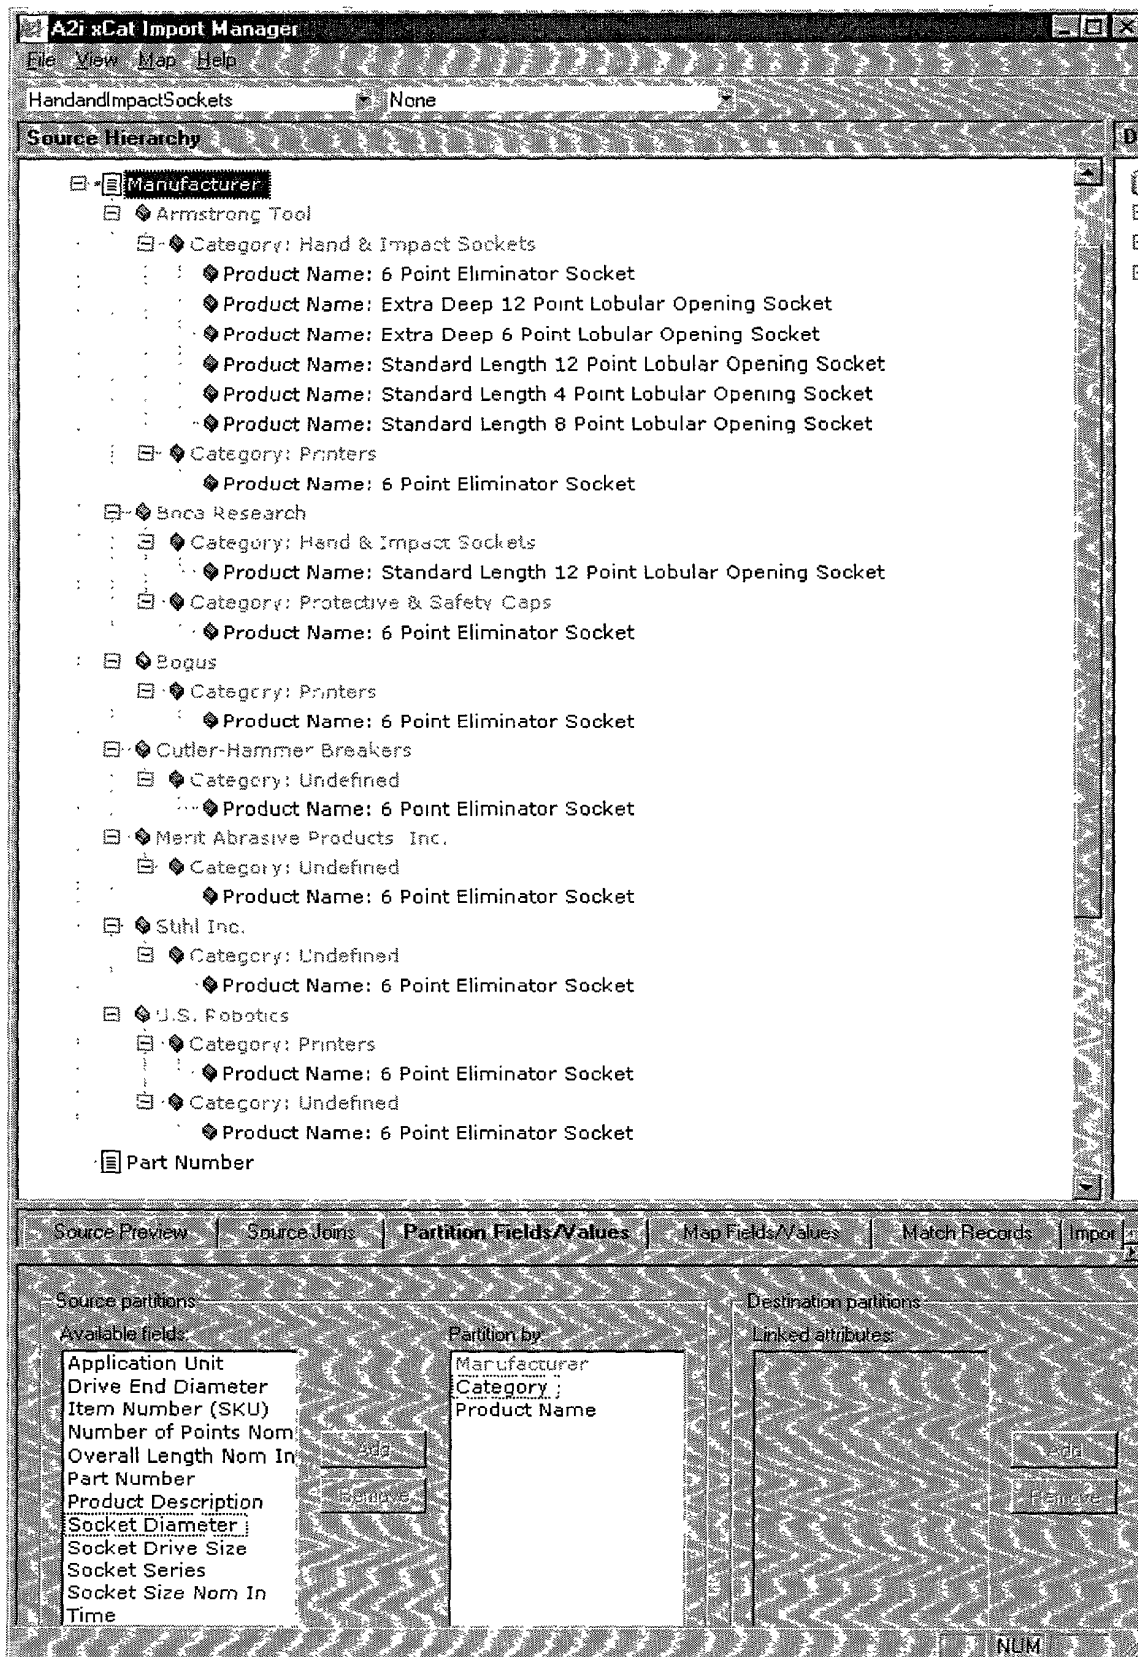 A2i xCat Import Manager
File View Map Help
HandandImpactSockets None
Source Hierarchy D
Manufacturer
Armstrong Tool
Category: Hand & Impact Sockets
Product Name: 6 Point Eliminator Socket
Product Name: Extra Deep 12 Point Lobular Opening Socket
Product Name: Extra Deep 6 Point Lobular Opening Socket
Product Name: Standard Length 12 Point Lobular Opening Socket
Product Name: Standard Length 4 Point Lobular Opening Socket
Product Name: Standard Length 8 Point Lobular Opening Socket
Category: Printers
Product Name: 6 Point Eliminator Socket
Research
Category: Hand & Impact Sockets
Product Name: Standard Length 12 Point Lobular Opening Socket
Category: Protective & Safety Caps
Product Name: 6 Point Eliminator Socket
Bogus
Category: Printers
Product Name: 6 Point Eliminator Socket
Cutler-Hammer Breakers
Category: Undefined
Product Name: 6 Point Eliminator Socket
Merit Abrasive Products Inc.
Category: Undefined
Product Name: 6 Point Eliminator Socket
Stihl Inc.
Category: Undefined
Product Name: 6 Point Eliminator Socket
U.S. Robotics
Category: Printers
Product Name: 6 Point Eliminator Socket
Category: Undefined
Product Name: 6 Point Eliminator Socket
Part Number
Source Preview Source Joins Partition Fields/Values Map Fields/Values Match Records Impor
Source partitions Destination partitions
Available fields: Partition by: Linked attributes:
Application Unit Manufacturer
Drive End Diameter Category
Item Number (SKU) Product Name
Number of Points Nom
Overall Length Nom In
Part Number
Product Description
Socket Diameter
Socket Drive Size
Socket Series
Socket Size Nom In
Time
Add Add
Remove Remove
NUM